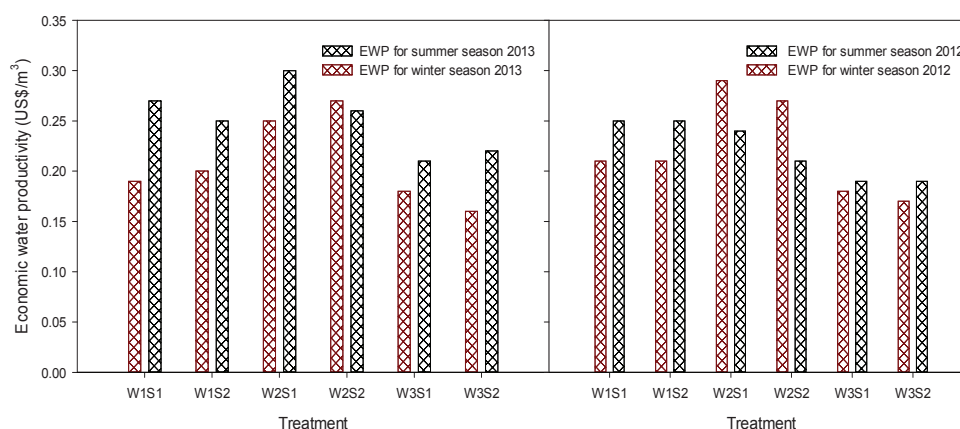 Economic water productivity (US$/m³)
0.35
0.30
0.25
0.20
0.15
0.10
0.05
0.00
EWP for summer season 2013
EWP for winter season 2013
W1S1 W1S2 W2S1 W2S2 W3S1 W3S2
Treatment
EWP for summer season 2012
EWP for winter season 2012
W1S1 W1S2 W2S1 W2S2 W3S1 W3S2
Treatment